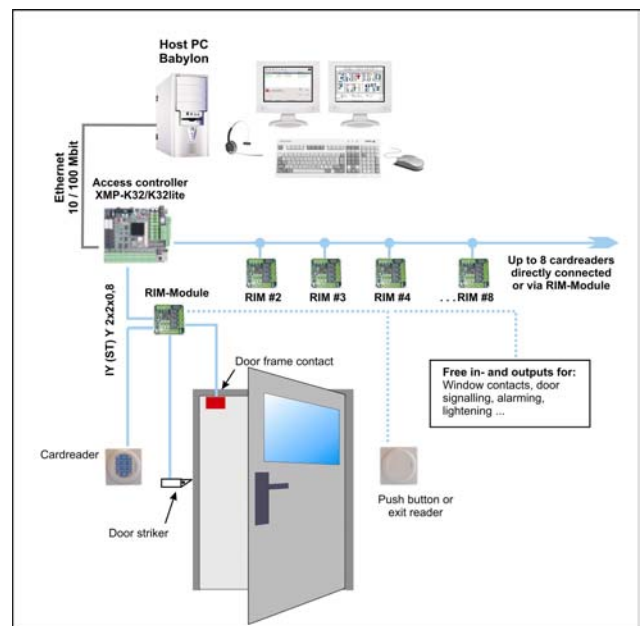 Host PC
Babylon
Ethernet
10 / 100 Mbit
Access controller
XMP-K32/K32lite
Up to 8 cardreaders
directly connected
or via RIM-Module
RIM #2
RIM #3
RIM #4
. . . RIM #8
RIM-Module
IY (ST) Y 2x2x0,8
Door frame contact
Free in- and outputs for:
Window contacts, door
signalling, alarming,
lightening ...
Cardreader
Push button or
exit reader
Door striker